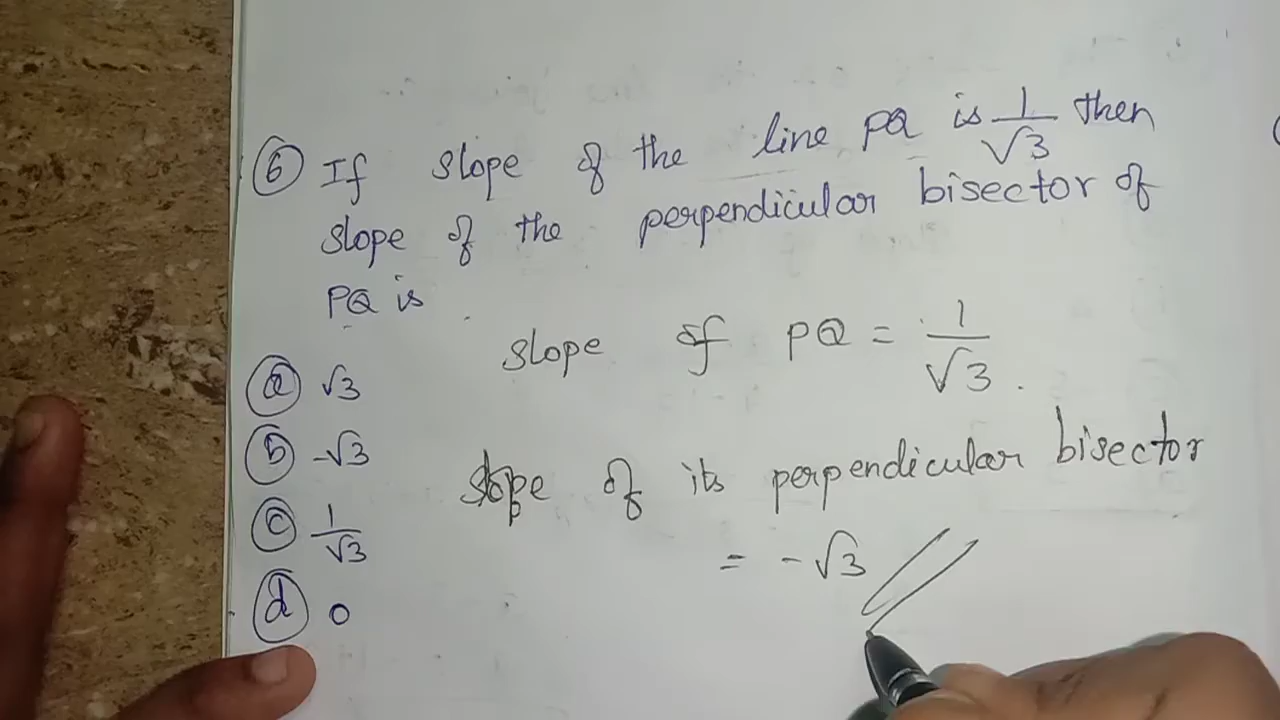 6 If slope of the line PQ is 1/√3 then
slope of the perpendicular bisector of
PQ is
slope of PQ = 1/√3.
a √3
b -√3
slope of its perpendicular bisector
= -√3
c 1/√3
d 0